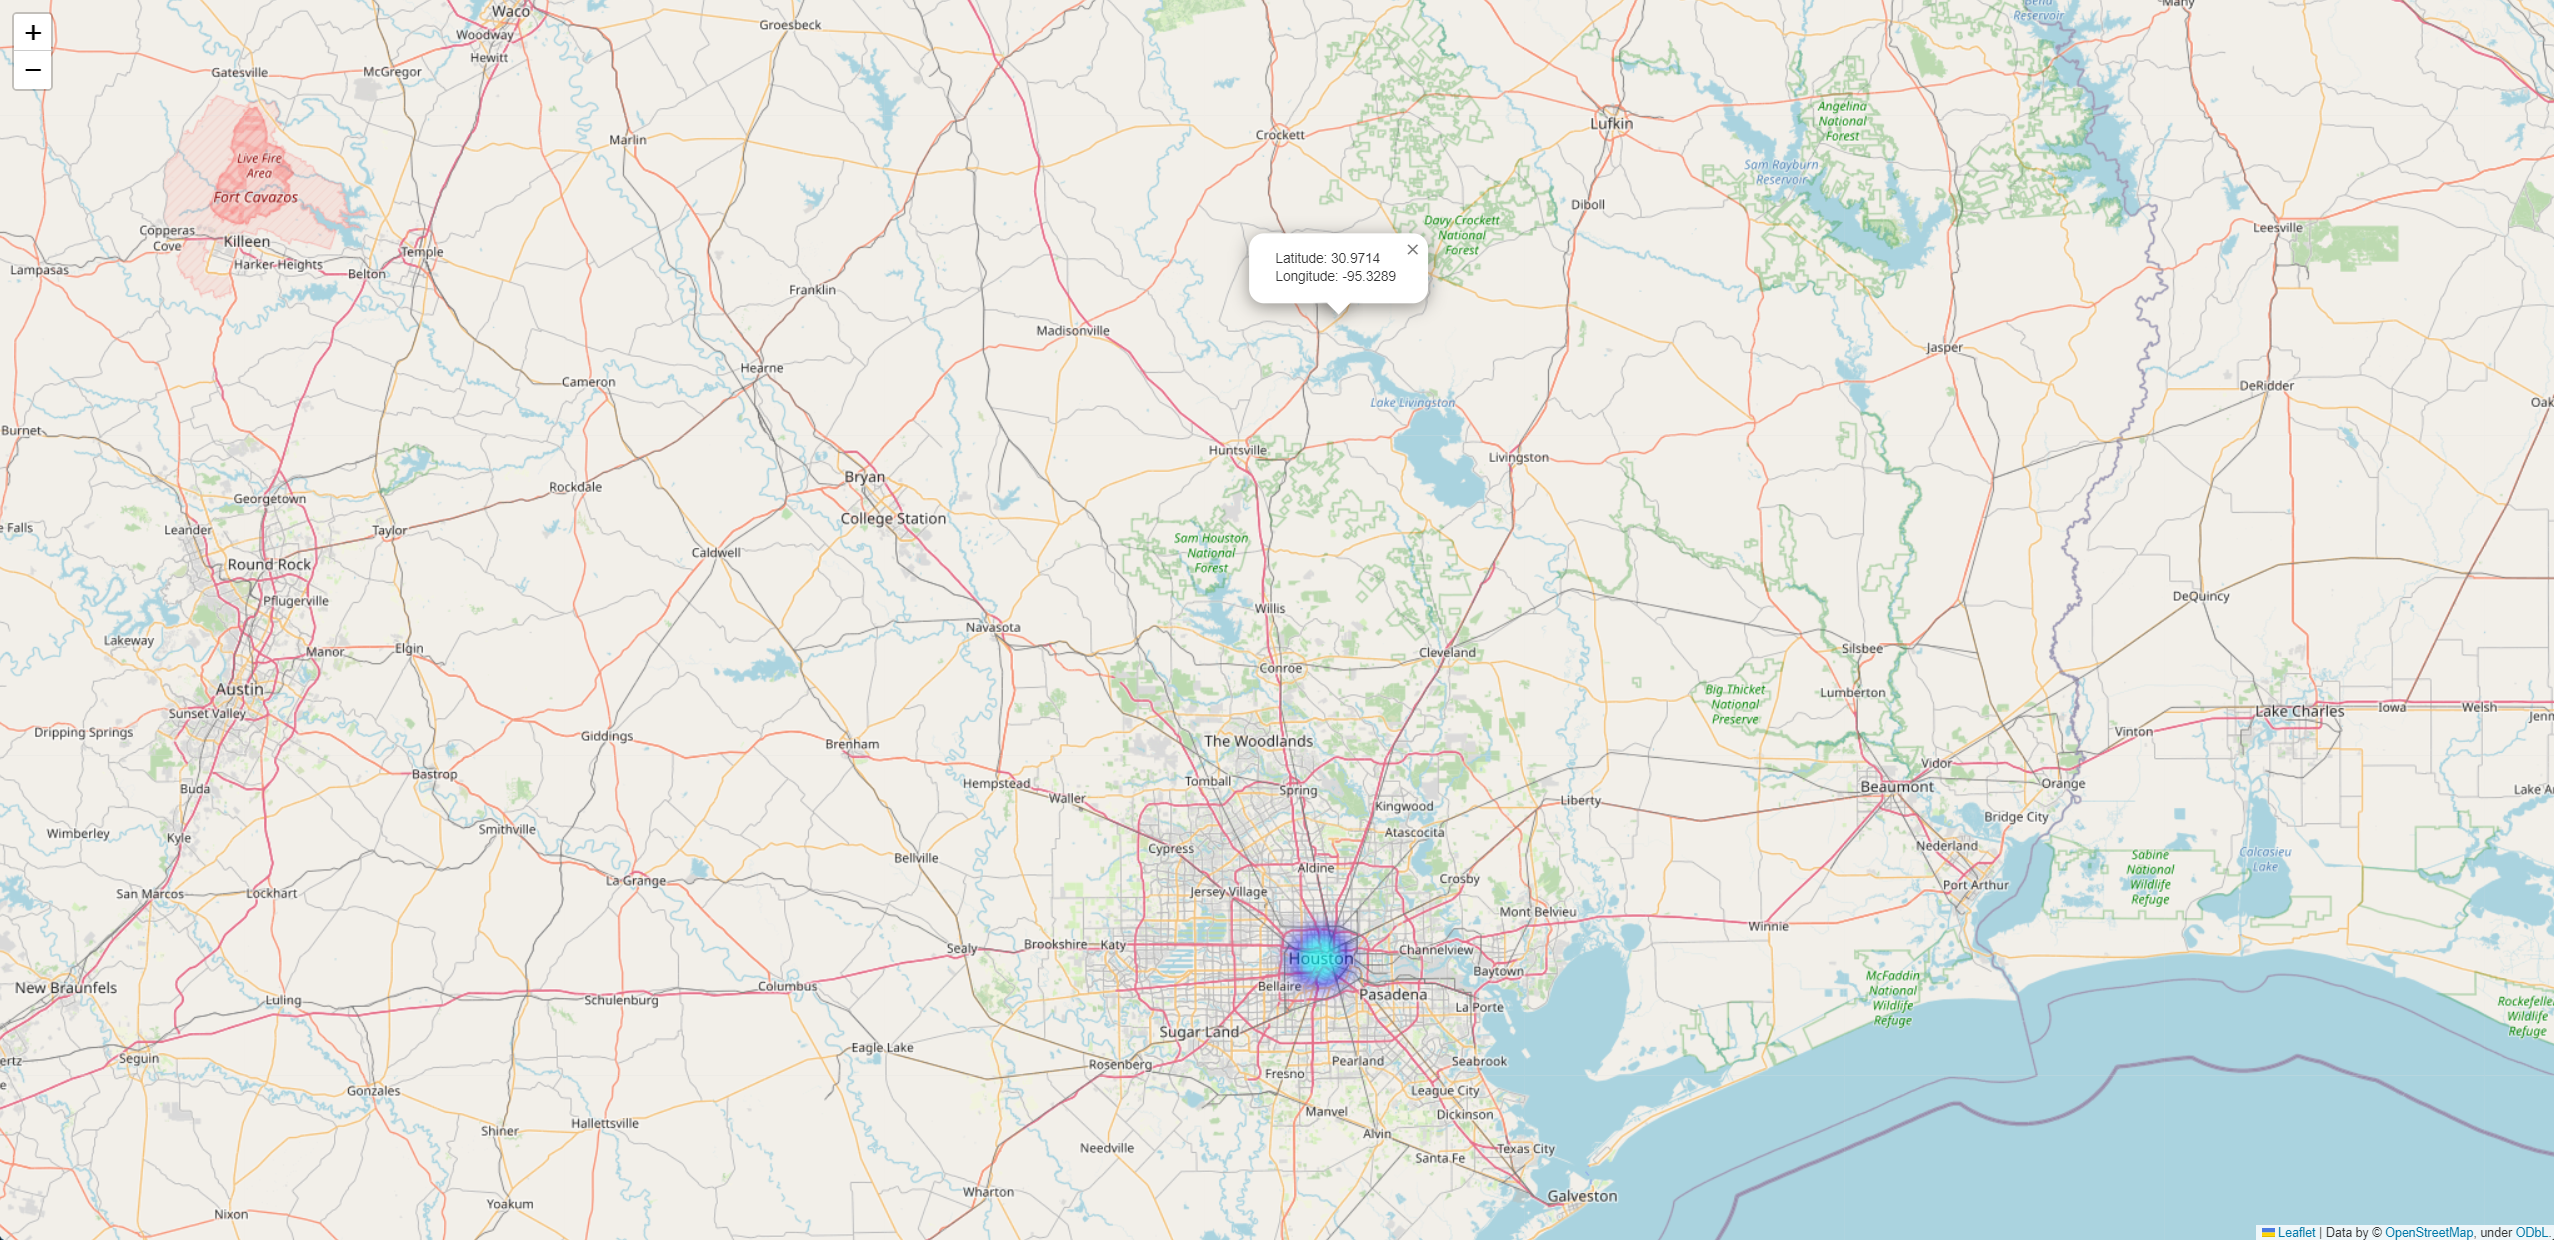 +
−
Waco
Woodway
Hewitt
Groesbeck
Gatesville
McGregor
Many
Reservoir
Crockett
Lufkin
Angelina
National
Forest
Marlin
Live Fire
Area
Fort Cavazos
Sam Rayburn
Reservoir
Diboll
Davy Crockett
National
Forest
Copperas
Cove
Killeen
Harker Heights
Temple
Belton
Lampasas
Leesville
Latitude: 30.9714
Longitude: -95.3289
×
Franklin
Madisonville
Jasper
Hearne
Cameron
DeRidder
Oak
Lake Livingston
Burnet
Huntsville
Livingston
Bryan
Rockdale
Georgetown
College Station
e Falls
Leander
Taylor
Caldwell
Sam Houston
National
Forest
Round Rock
Pflugerville
Willis
DeQuincy
Navasota
Lakeway
Manor
Elgin
Conroe
Cleveland
Silsbee
Austin
Sunset Valley
Big Thicket
National
Preserve
Lumberton
Lake Charles
Iowa
Welsh
Jenn
Dripping Springs
Giddings
Brenham
The Woodlands
Vinton
Bastrop
Hempstead
Tomball
Spring
Vidor
Orange
Buda
Waller
Kingwood
Liberty
Beaumont
Lake A
Wimberley
Kyle
Smithville
Atascocita
Bridge City
Cypress
Bellville
Aldine
Nederland
Sabine
National
Wildlife
Refuge
Calcasieu
Lake
San Marcos
Lockhart
La Grange
Jersey Village
Crosby
Port Arthur
Mont Belvieu
Winnie
Sealy
Brookshire
Katy
Houston
Channelview
Baytown
New Braunfels
Luling
Schulenburg
Columbus
Bellaire
Pasadena
La Porte
McFaddin
National
Wildlife
Refuge
Rockefelle
Wildlife
Refuge
Sugar Land
ertz
Seguin
Eagle Lake
Rosenberg
Fresno
Pearland
Seabrook
Gonzales
League City
Manvel
Dickinson
Shiner
Hallettsville
Needville
Alvin
Santa Fe
Texas City
Nixon
Yoakum
Wharton
Galveston
Leaflet | Data by © OpenStreetMap, under ODbL.